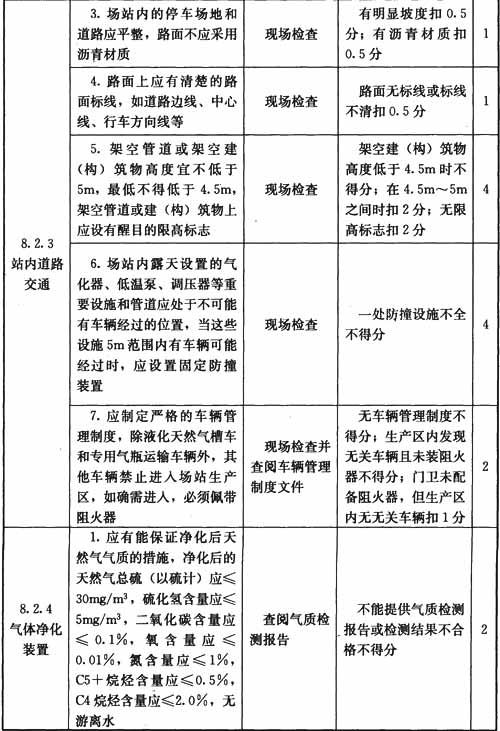 3. 场站内的停车场地和
道路应平整，路面不应采用
沥青材质
现场检查
有明显坡度扣0.5
分；有沥青材质扣
0.5分
1
4. 路面上应有清楚的路
面标线，如道路边线、中心
线、行车方向线等
现场检查
路面无标线或标线
不清扣0.5分
1
8.2.3
站内道路
交通
5. 架空管道或架空建
（构）筑物高度宜不低于
5m，最低不得低于4.5m，
架空管道或建（构）筑物上
应设有醒目的限高标志
现场检查
架空建（构）筑物
高度低于4.5m时不
得分；在4.5m～5m
之间时扣2分；无限
高标志扣2分
4
6. 场站内露天设置的气
化器、低温泵、调压器等重
要设施和管道应处于不可能
有车辆经过的位置，当这些
设施5m范围内有车辆可能
经过时，应设置固定防撞
装置
现场检查
一处防撞设施不全
不得分
4
7. 应制定严格的车辆管
理制度，除液化天然气槽车
和专用气瓶运输车辆外，其
他车辆禁止进入场站生产
区，如确需进入，必须佩带
阻火器
现场检查并
查阅车辆管理
制度文件
无车辆管理制度不
得分；生产区内发现
无关车辆且未装阻火
器不得分；门卫未配
备阻火器，但生产区
内无无关车辆扣1分
2
8.2.4
气体净化
装置
1. 应有能保证净化后天
然气气质的措施，净化后的
天然气总硫（以硫计）应≤
30mg/m³，硫化氢含量应≤
5mg/m³，二氧化碳含量应
≤0.1%，氧含量应≤
0.01%，氮含量应≤1%，
C5＋烷烃含量应≤0.5%，
C4烷烃含量应≤2.0%，无
游离水
查阅气质检
测报告
不能提供气质检测
报告或检测结果不合
格不得分
2